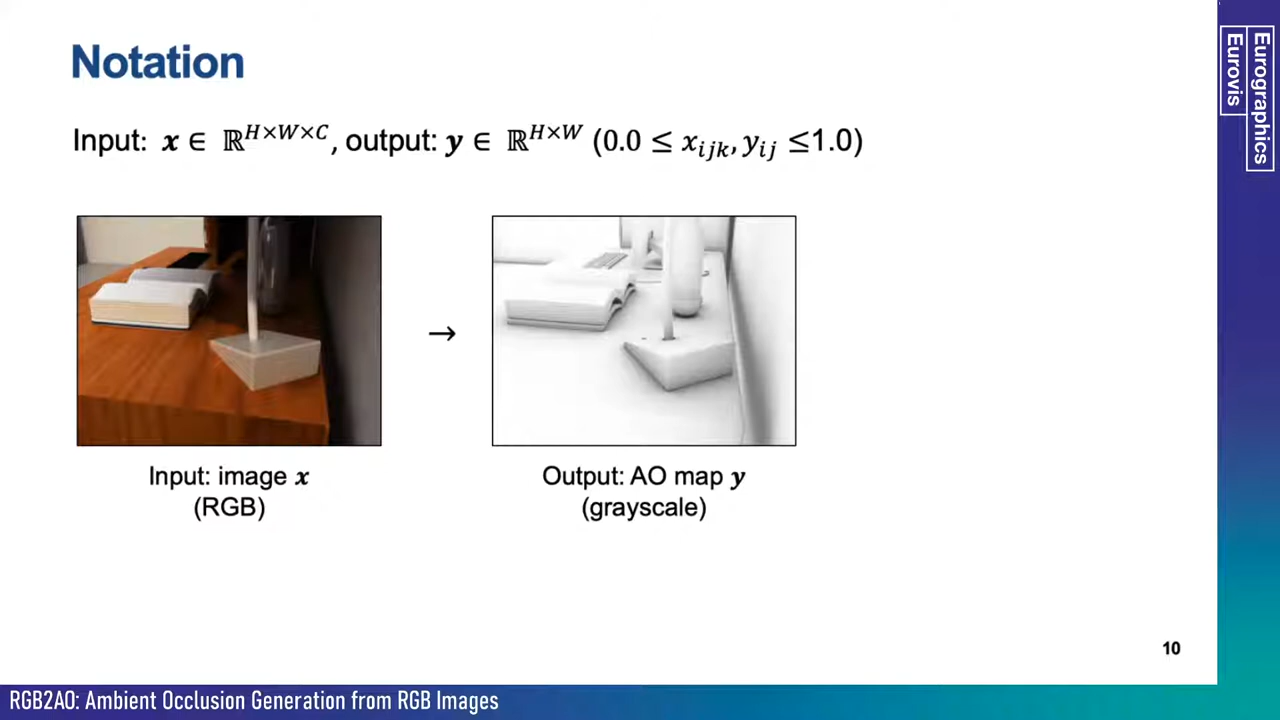 Notation
Input: x ∈ ℝ^{H×W×C}, output: y ∈ ℝ^{H×W} (0.0 ≤ x_{ijk}, y_{ij} ≤1.0)
→
Input: image x
(RGB)
Output: AO map y
(grayscale)
10
RGB2AO: Ambient Occlusion Generation from RGB Images
Eurographics
Eurovis